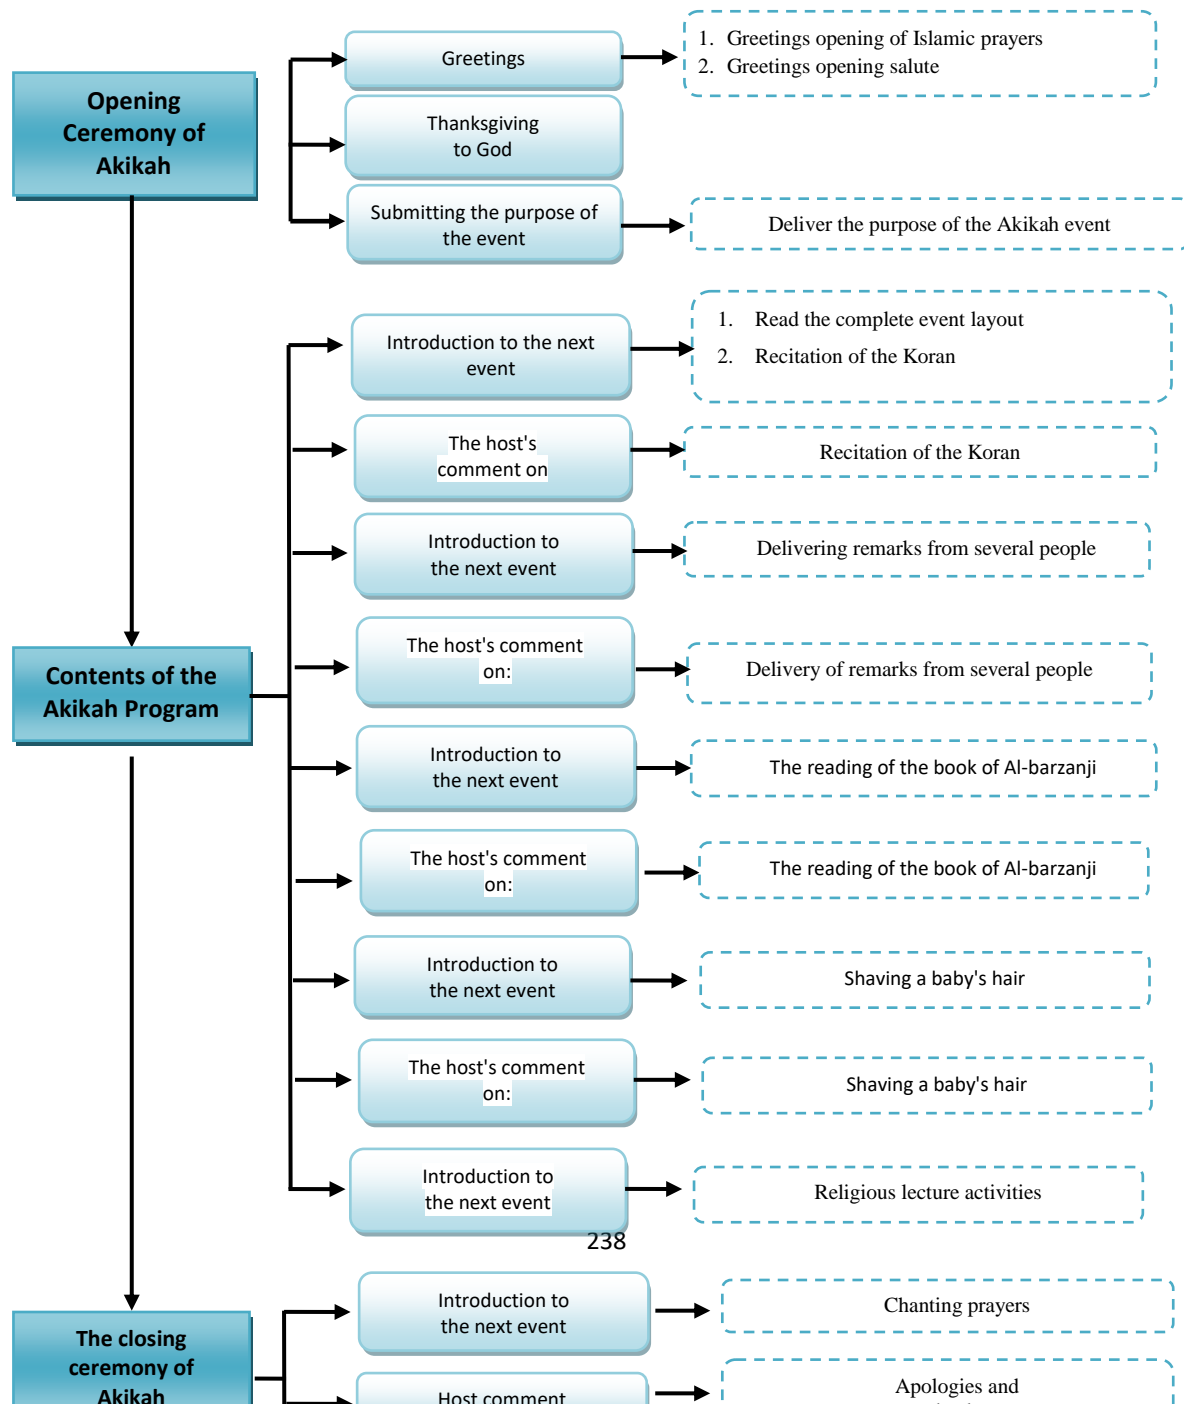 Opening
Ceremony of
Akikah
Greetings
1. Greetings opening of Islamic prayers
2. Greetings opening salute
Thanksgiving
to God
Submitting the purpose of
the event
Deliver the purpose of the Akikah event
Contents of the
Akikah Program
Introduction to the next
event
1. Read the complete event layout
2. Recitation of the Koran
The host's
comment on
Recitation of the Koran
Introduction to
the next event
Delivering remarks from several people
The host's comment
on:
Delivery of remarks from several people
Introduction to
the next event
The reading of the book of Al-barzanji
The host's comment
on:
The reading of the book of Al-barzanji
Introduction to
the next event
Shaving a baby's hair
The host's comment
on:
Shaving a baby's hair
Introduction to
the next event
Religious lecture activities
238
The closing
ceremony of
Akikah
Introduction to
the next event
Chanting prayers
Host comment
Apologies and